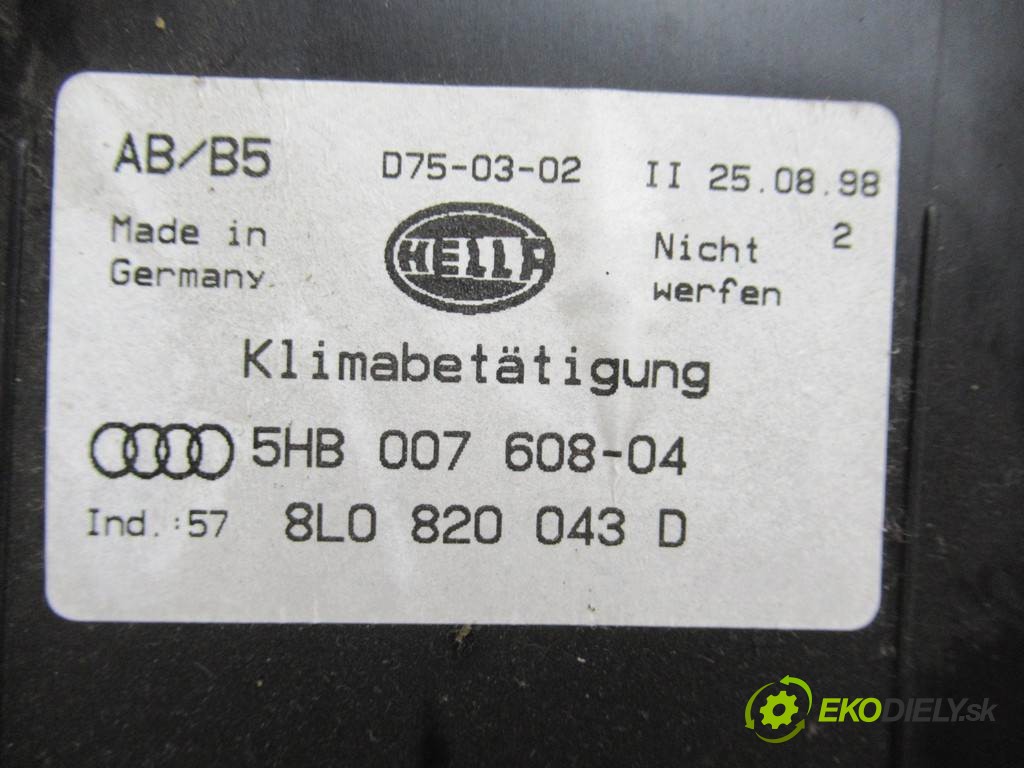 AB/B5 D75-03-02 II 25.08.98
Made in Germany. HELLA Nicht werfen 2
Klimabetätigung
5HB 007 608-04
Ind.:57 8L0 820 043 D
EKODIELY.sk